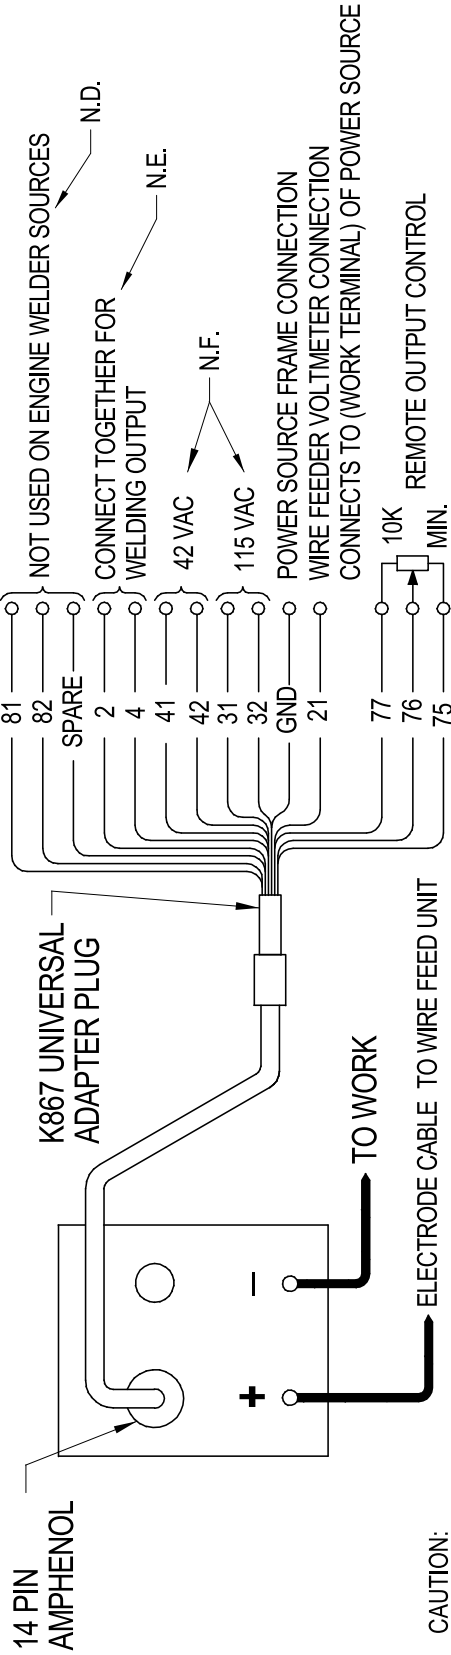 14 PIN
AMPHENOL
K867 UNIVERSAL
ADAPTER PLUG
81
82
SPARE
2
4
41
42
31
32
GND
21
77
76
75
NOT USED ON ENGINE WELDER SOURCES
N.D.
CONNECT TOGETHER FOR
WELDING OUTPUT
N.E.
42 VAC
115 VAC
N.F.
POWER SOURCE FRAME CONNECTION
WIRE FEEDER VOLTMETER CONNECTION
CONNECTS TO (WORK TERMINAL) OF POWER SOURCE
10K
REMOTE OUTPUT CONTROL
MIN.
+
–
TO WORK
ELECTRODE CABLE TO WIRE FEED UNIT
CAUTION: